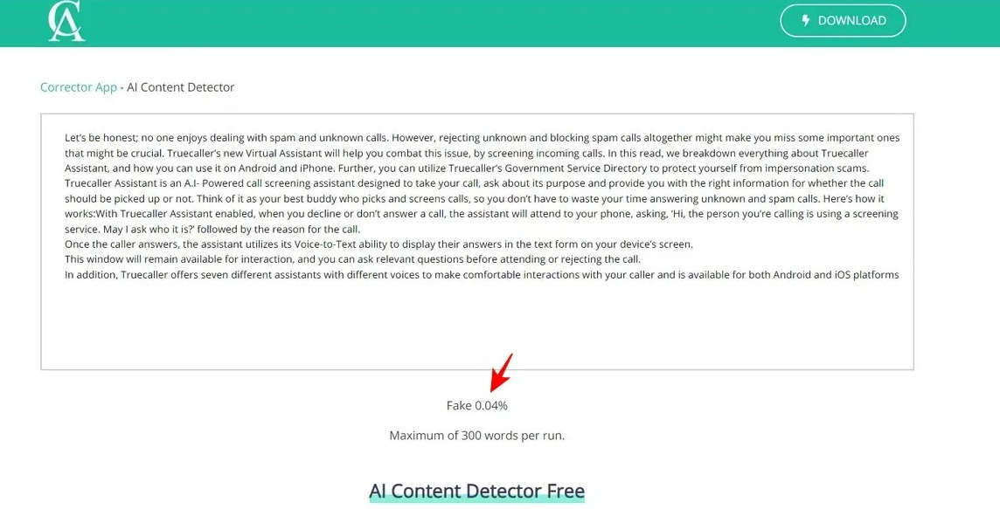 CA
DOWNLOAD
Corrector App - AI Content Detector
Let's be honest; no one enjoys dealing with spam and unknown calls. However, rejecting unknown and blocking spam calls altogether might make you miss some important ones
that might be crucial. Truecaller's new Virtual Assistant will help you combat this issue, by screening incoming calls. In this read, we breakdown everything about Truecaller
Assistant, and how you can use it on Android and iPhone. Further, you can utilize Truecaller's Government Service Directory to protect yourself from impersonation scams.
Truecaller Assistant is an A.I- Powered call screening assistant designed to take your call, ask about its purpose and provide you with the right information for whether the call
should be picked up or not. Think of it as your best buddy who picks and screens calls, so you don't have to waste your time answering unknown and spam calls. Here's how it
works:With Truecaller Assistant enabled, when you decline or don't answer a call, the assistant will attend to your phone, asking, 'Hi, the person you're calling is using a screening
service. May I ask who it is?' followed by the reason for the call.
Once the caller answers, the assistant utilizes its Voice-to-Text ability to display their answers in the text form on your device's screen.
This window will remain available for interaction, and you can ask relevant questions before attending or rejecting the call.
In addition, Truecaller offers seven different assistants with different voices to make comfortable interactions with your caller and is available for both Android and iOS platforms
Fake 0.04%
Maximum of 300 words per run.
AI Content Detector Free